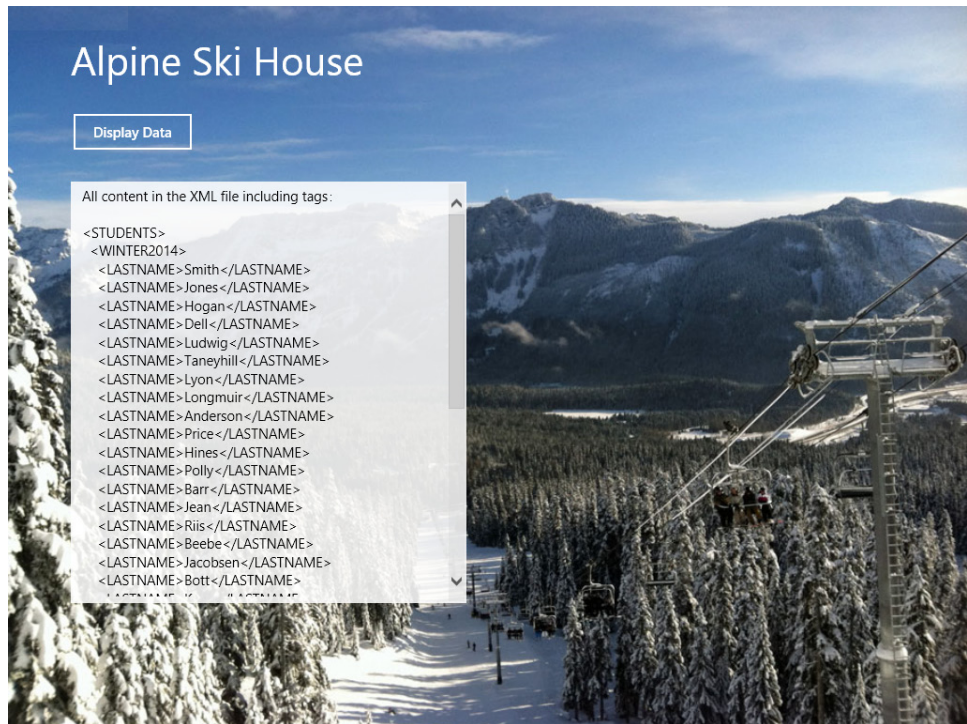 Alpine Ski House
Display Data
All content in the XML file including tags:
<STUDENTS>
<WINTER2014>
<LASTNAME>Smith</LASTNAME>
<LASTNAME>Jones</LASTNAME>
<LASTNAME>Hogan</LASTNAME>
<LASTNAME>Dell</LASTNAME>
<LASTNAME>Ludwig</LASTNAME>
<LASTNAME>Taneyhill</LASTNAME>
<LASTNAME>Lyon</LASTNAME>
<LASTNAME>Longmuir</LASTNAME>
<LASTNAME>Anderson</LASTNAME>
<LASTNAME>Price</LASTNAME>
<LASTNAME>Hines</LASTNAME>
<LASTNAME>Polly</LASTNAME>
<LASTNAME>Barr</LASTNAME>
<LASTNAME>Jean</LASTNAME>
<LASTNAME>Riis</LASTNAME>
<LASTNAME>Beebe</LASTNAME>
<LASTNAME>Jacobsen</LASTNAME>
<LASTNAME>Bott</LASTNAME>